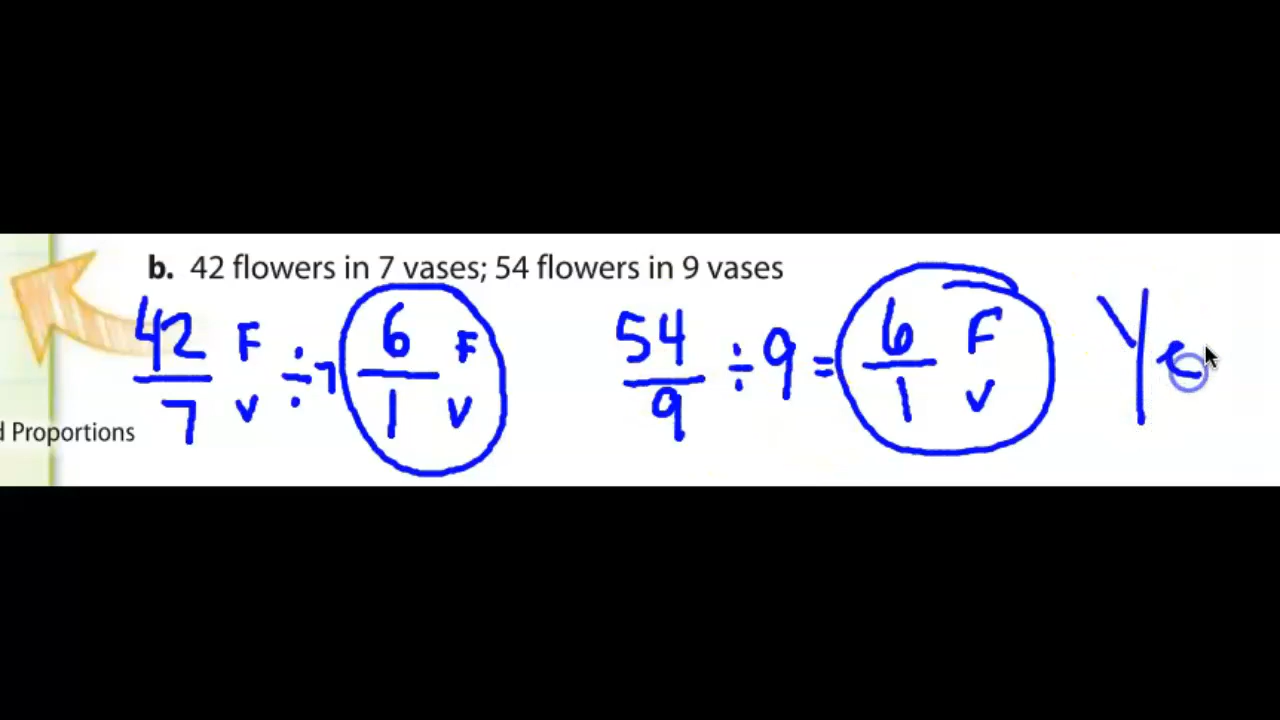 b. 42 flowers in 7 vases; 54 flowers in 9 vases
42 F ÷7 6 F 54 ÷9= 6 F Ye
7 V 1 V 9 1 V
d Proportions